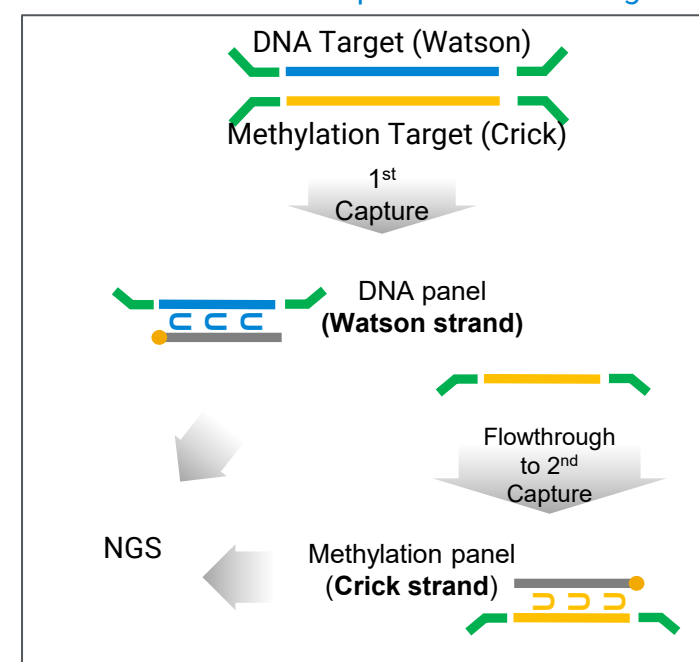 DNA Target (Watson)
Methylation Target (Crick)
1st
Capture
DNA panel
(Watson strand)
Flowthrough
to 2nd
Capture
NGS
Methylation panel
(Crick strand)